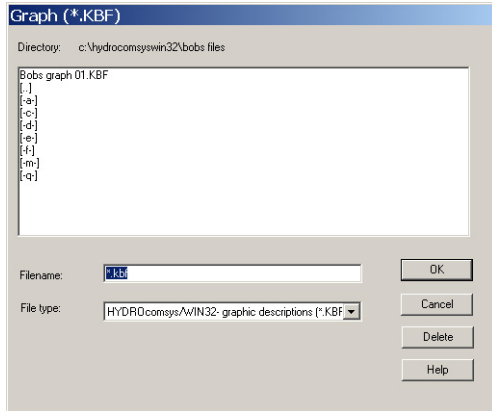 Graph (*.KBF)
Directory: c:\hydrocomsyswin32\bobs files
Bobs graph 01.KBF
[..]
[-a-]
[-c-]
[-d-]
[-e-]
[-f-]
[-m-]
[-q-]
Filename: *.kbf
OK
File type: HYDROcomsys/WIN32- graphic descriptions (*.KBF
Cancel
Delete
Help